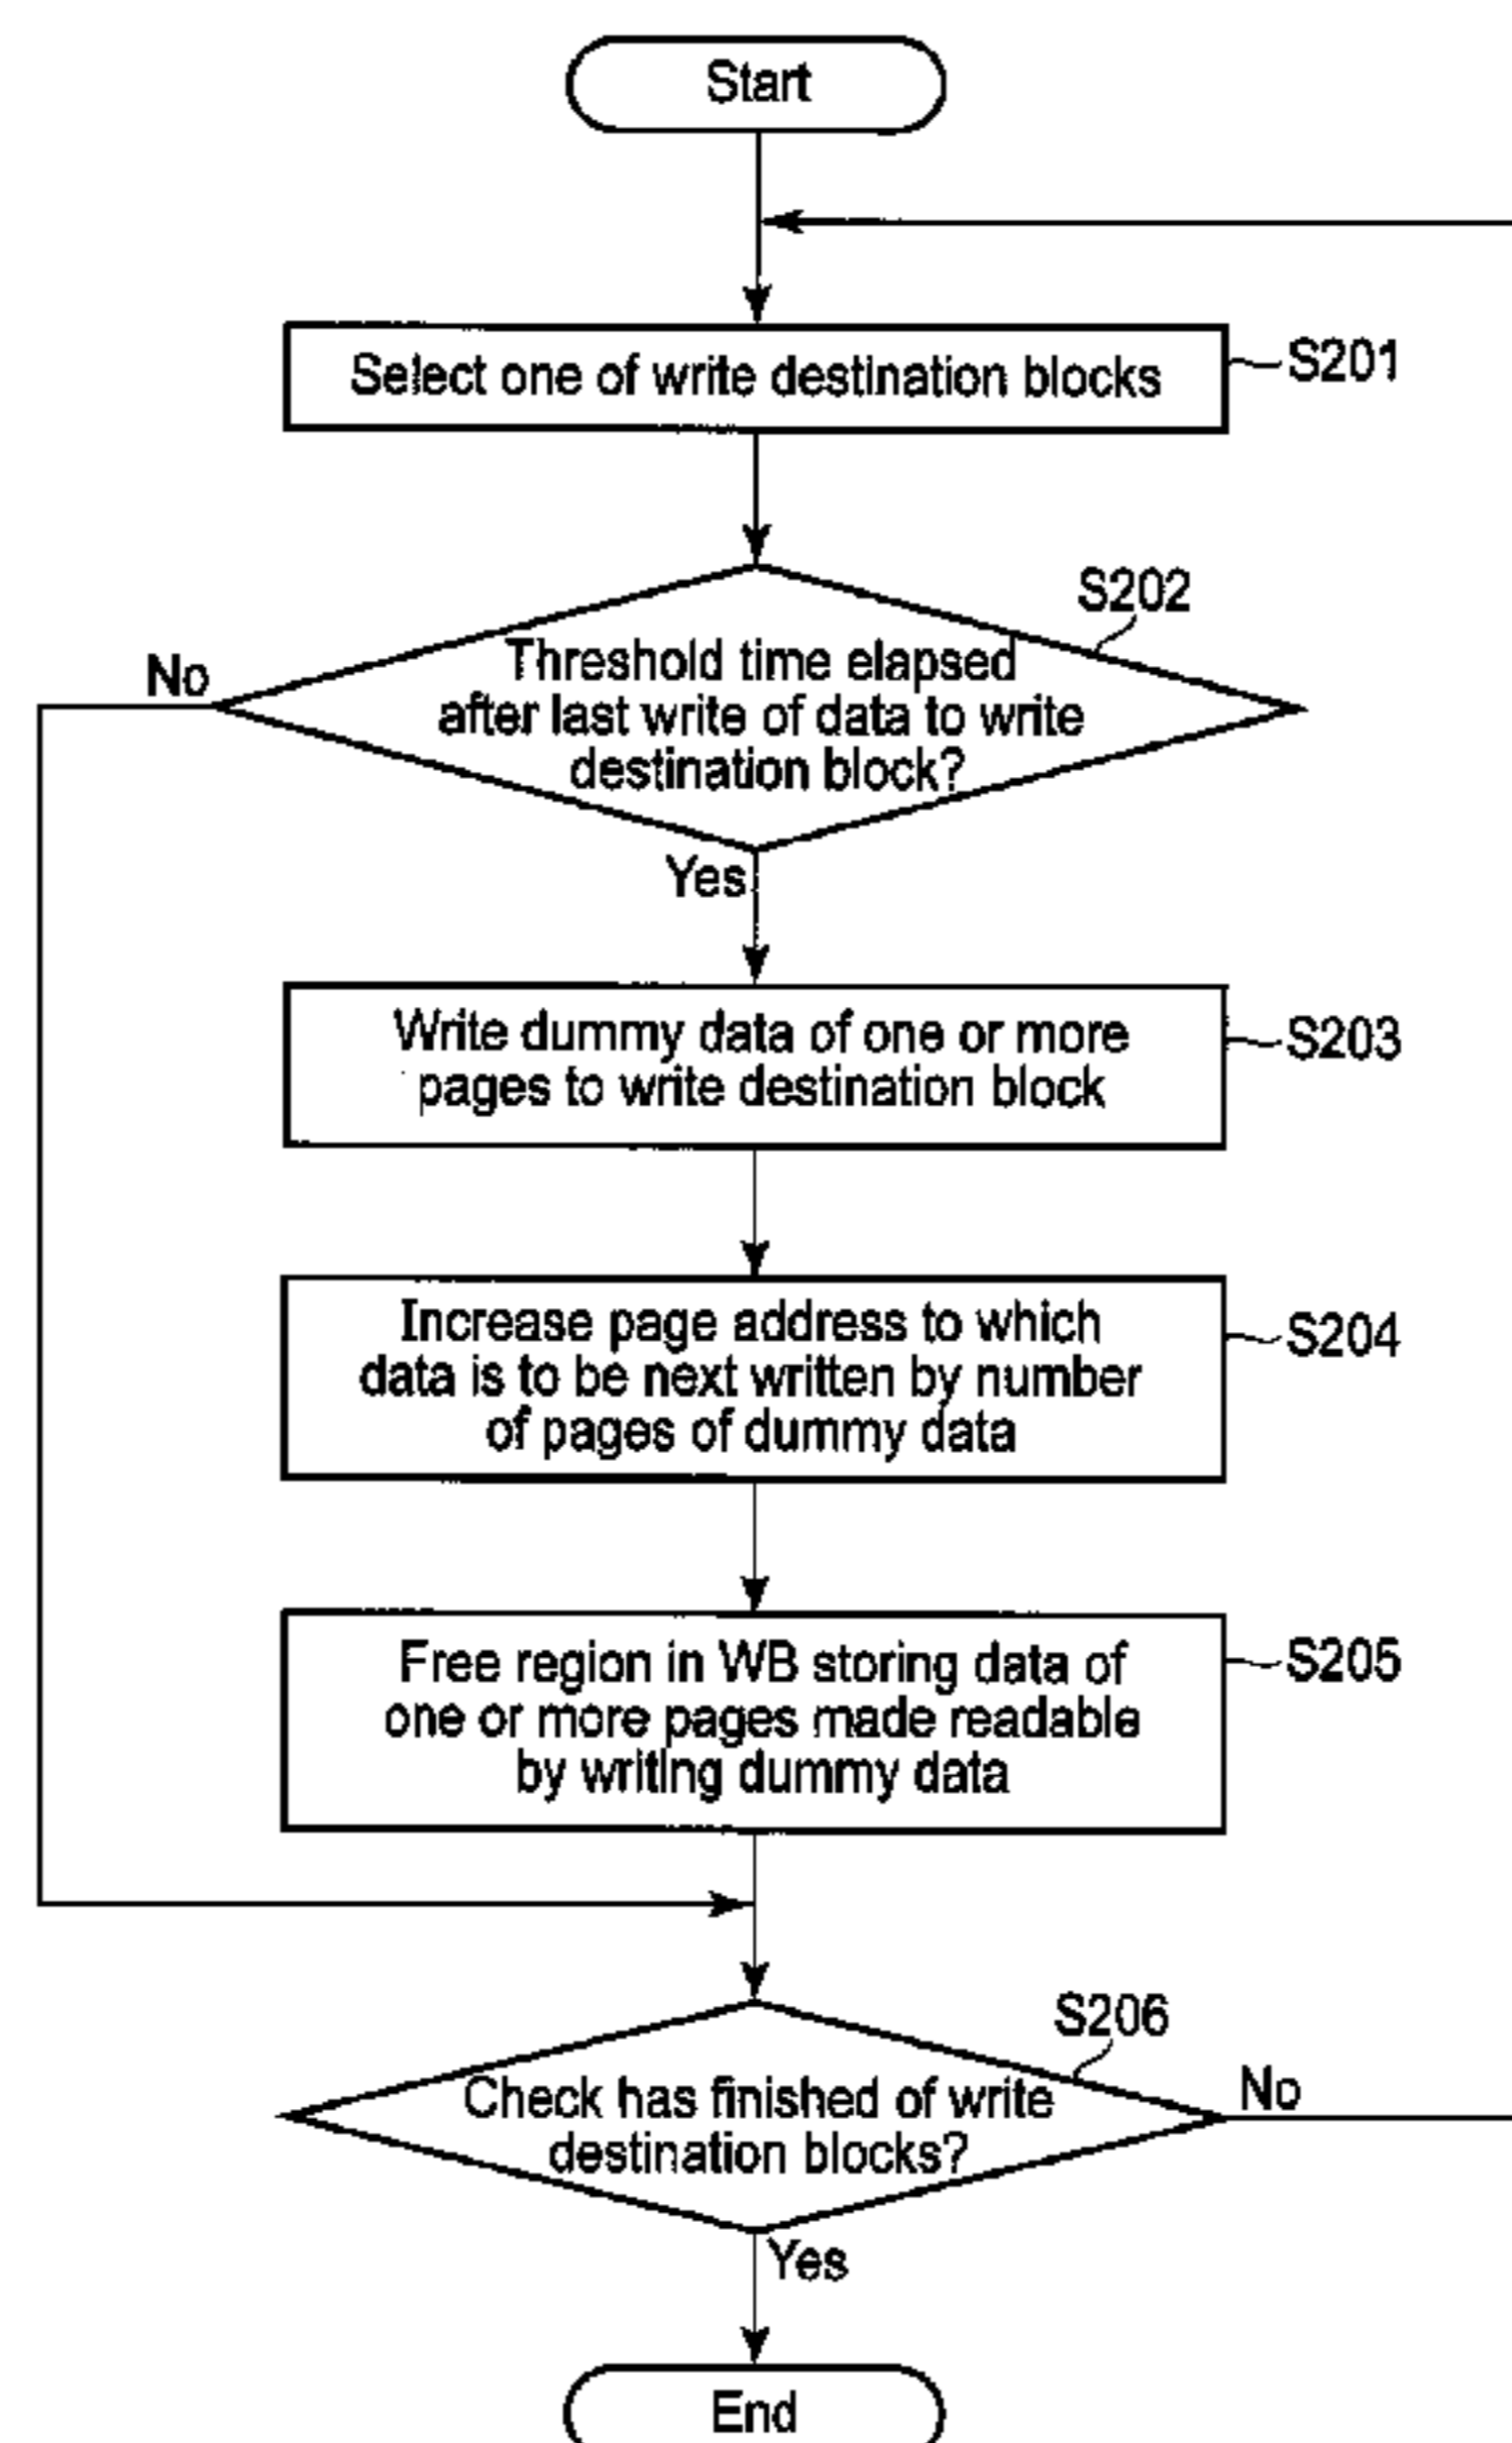 Start
Select one of write destination blocks
S201
S202
No
Threshold time elapsed
after last write of data to write
destination block?
Yes
Write dummy data of one or more
pages to write destination block
S203
Increase page address to which
data is to be next written by number
of pages of dummy data
S204
Free region in WB storing data of
one or more pages made readable
by writing dummy data
S205
S206
Check has finished of write
destination blocks?
No
Yes
End